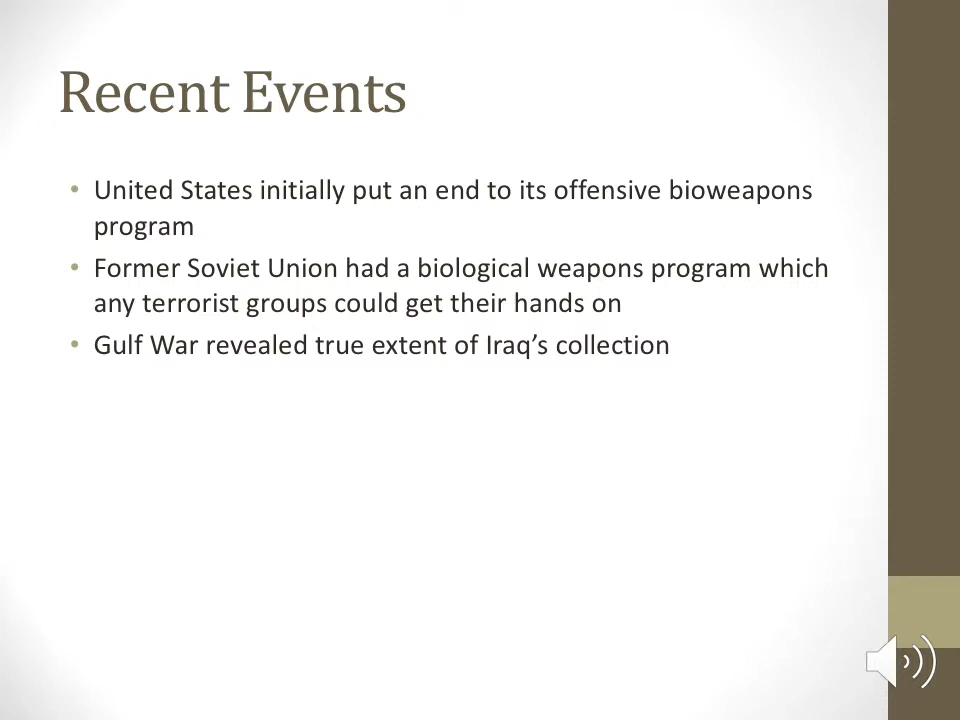 Recent Events
• United States initially put an end to its offensive bioweapons
program
• Former Soviet Union had a biological weapons program which
any terrorist groups could get their hands on
• Gulf War revealed true extent of Iraq’s collection